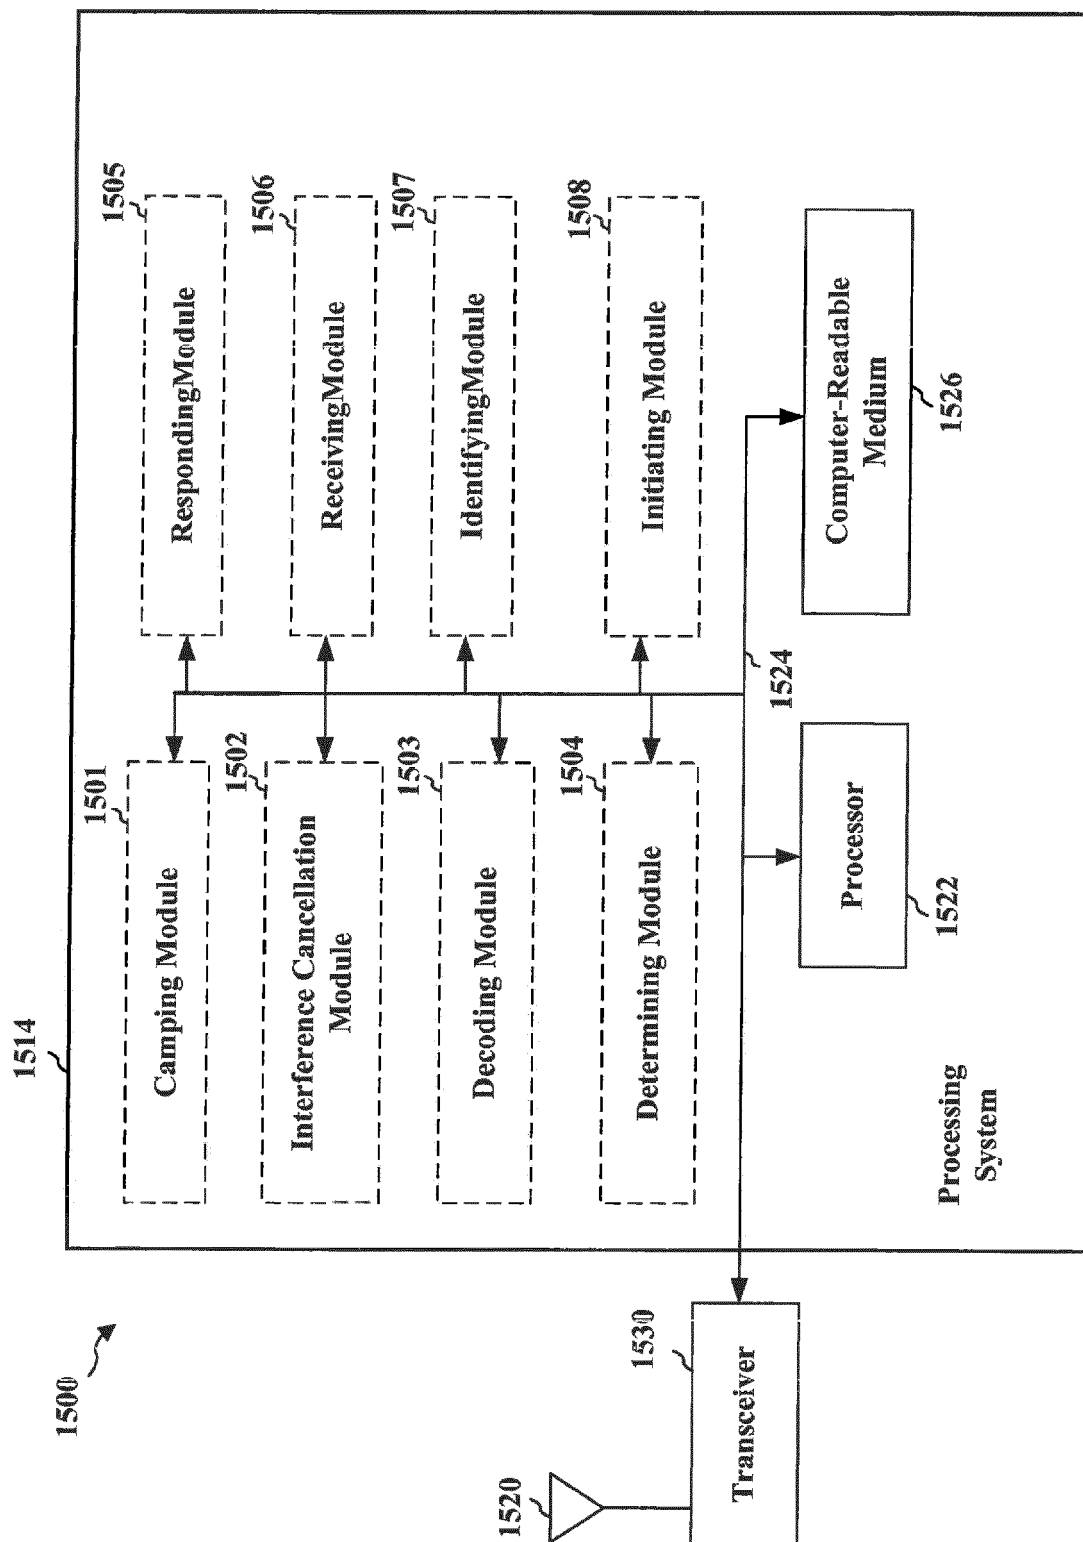 1500
1514
1501
Camping Module
1505
RespondingModule
1502
Interference Cancellation
Module
1506
ReceivingModule
1503
Decoding Module
1507
IdentifyingModule
1504
Determining Module
1508
Initiating Module
1520
1530
Transceiver
1524
Processor
1522
Computer-Readable
Medium
1526
Processing
System